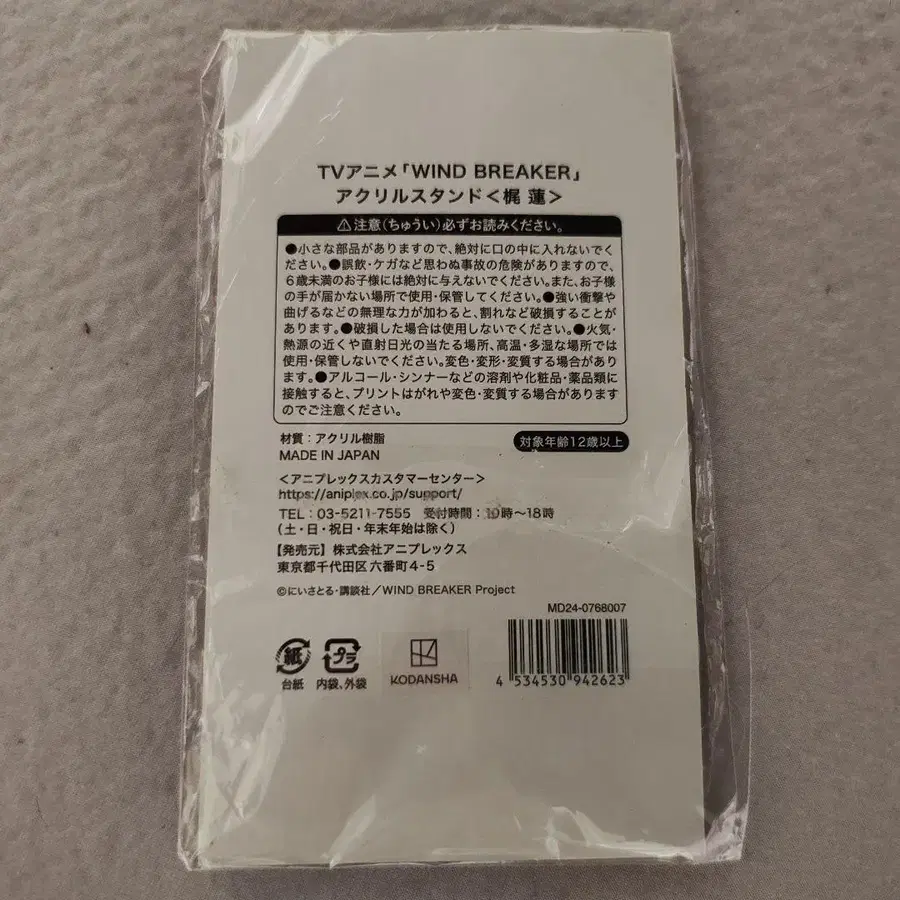 TVアニメ「WIND BREAKER」
アクリルスタンド＜梶 蓮＞
⚠注意（ちゅうい）必ずお読みください。
●小さな部品がありますので、絶対に口の中に入れないでく
ださい。●誤飲・ケガなど思わぬ事故の危険がありますので、
6歳未満のお子様には絶対に与えないでください。また、お子様
の手が届かない場所で使用・保管してください。●強い衝撃や
曲げるなどの無理な力が加わると、割れなど破損することが
あります。●破損した場合は使用しないでください。●火気・
熱源の近くや直射日光の当たる場所、高温・多湿な場所では
使用・保管しないでください。変色・変形・変質する場合があり
ます。●アルコール・シンナーなどの溶剤や化粧品・薬品類に
接触すると、プリントはがれや変色・変質する場合があります
のでご注意ください。
材質：アクリル樹脂
対象年齢12歳以上
MADE IN JAPAN
＜アニプレックスカスタマーセンター＞
https://aniplex.co.jp/support/
TEL：03-5211-7555 受付時間：10時～18時
（土・日・祝日・年末年始は除く）
【発売元】株式会社アニプレックス
東京都千代田区六番町4-5
©にいさとる・講談社／WIND BREAKER Project
MD24-0768007
紙
台紙
プラ
内袋、外袋
KODANSHA
4 534530 942623